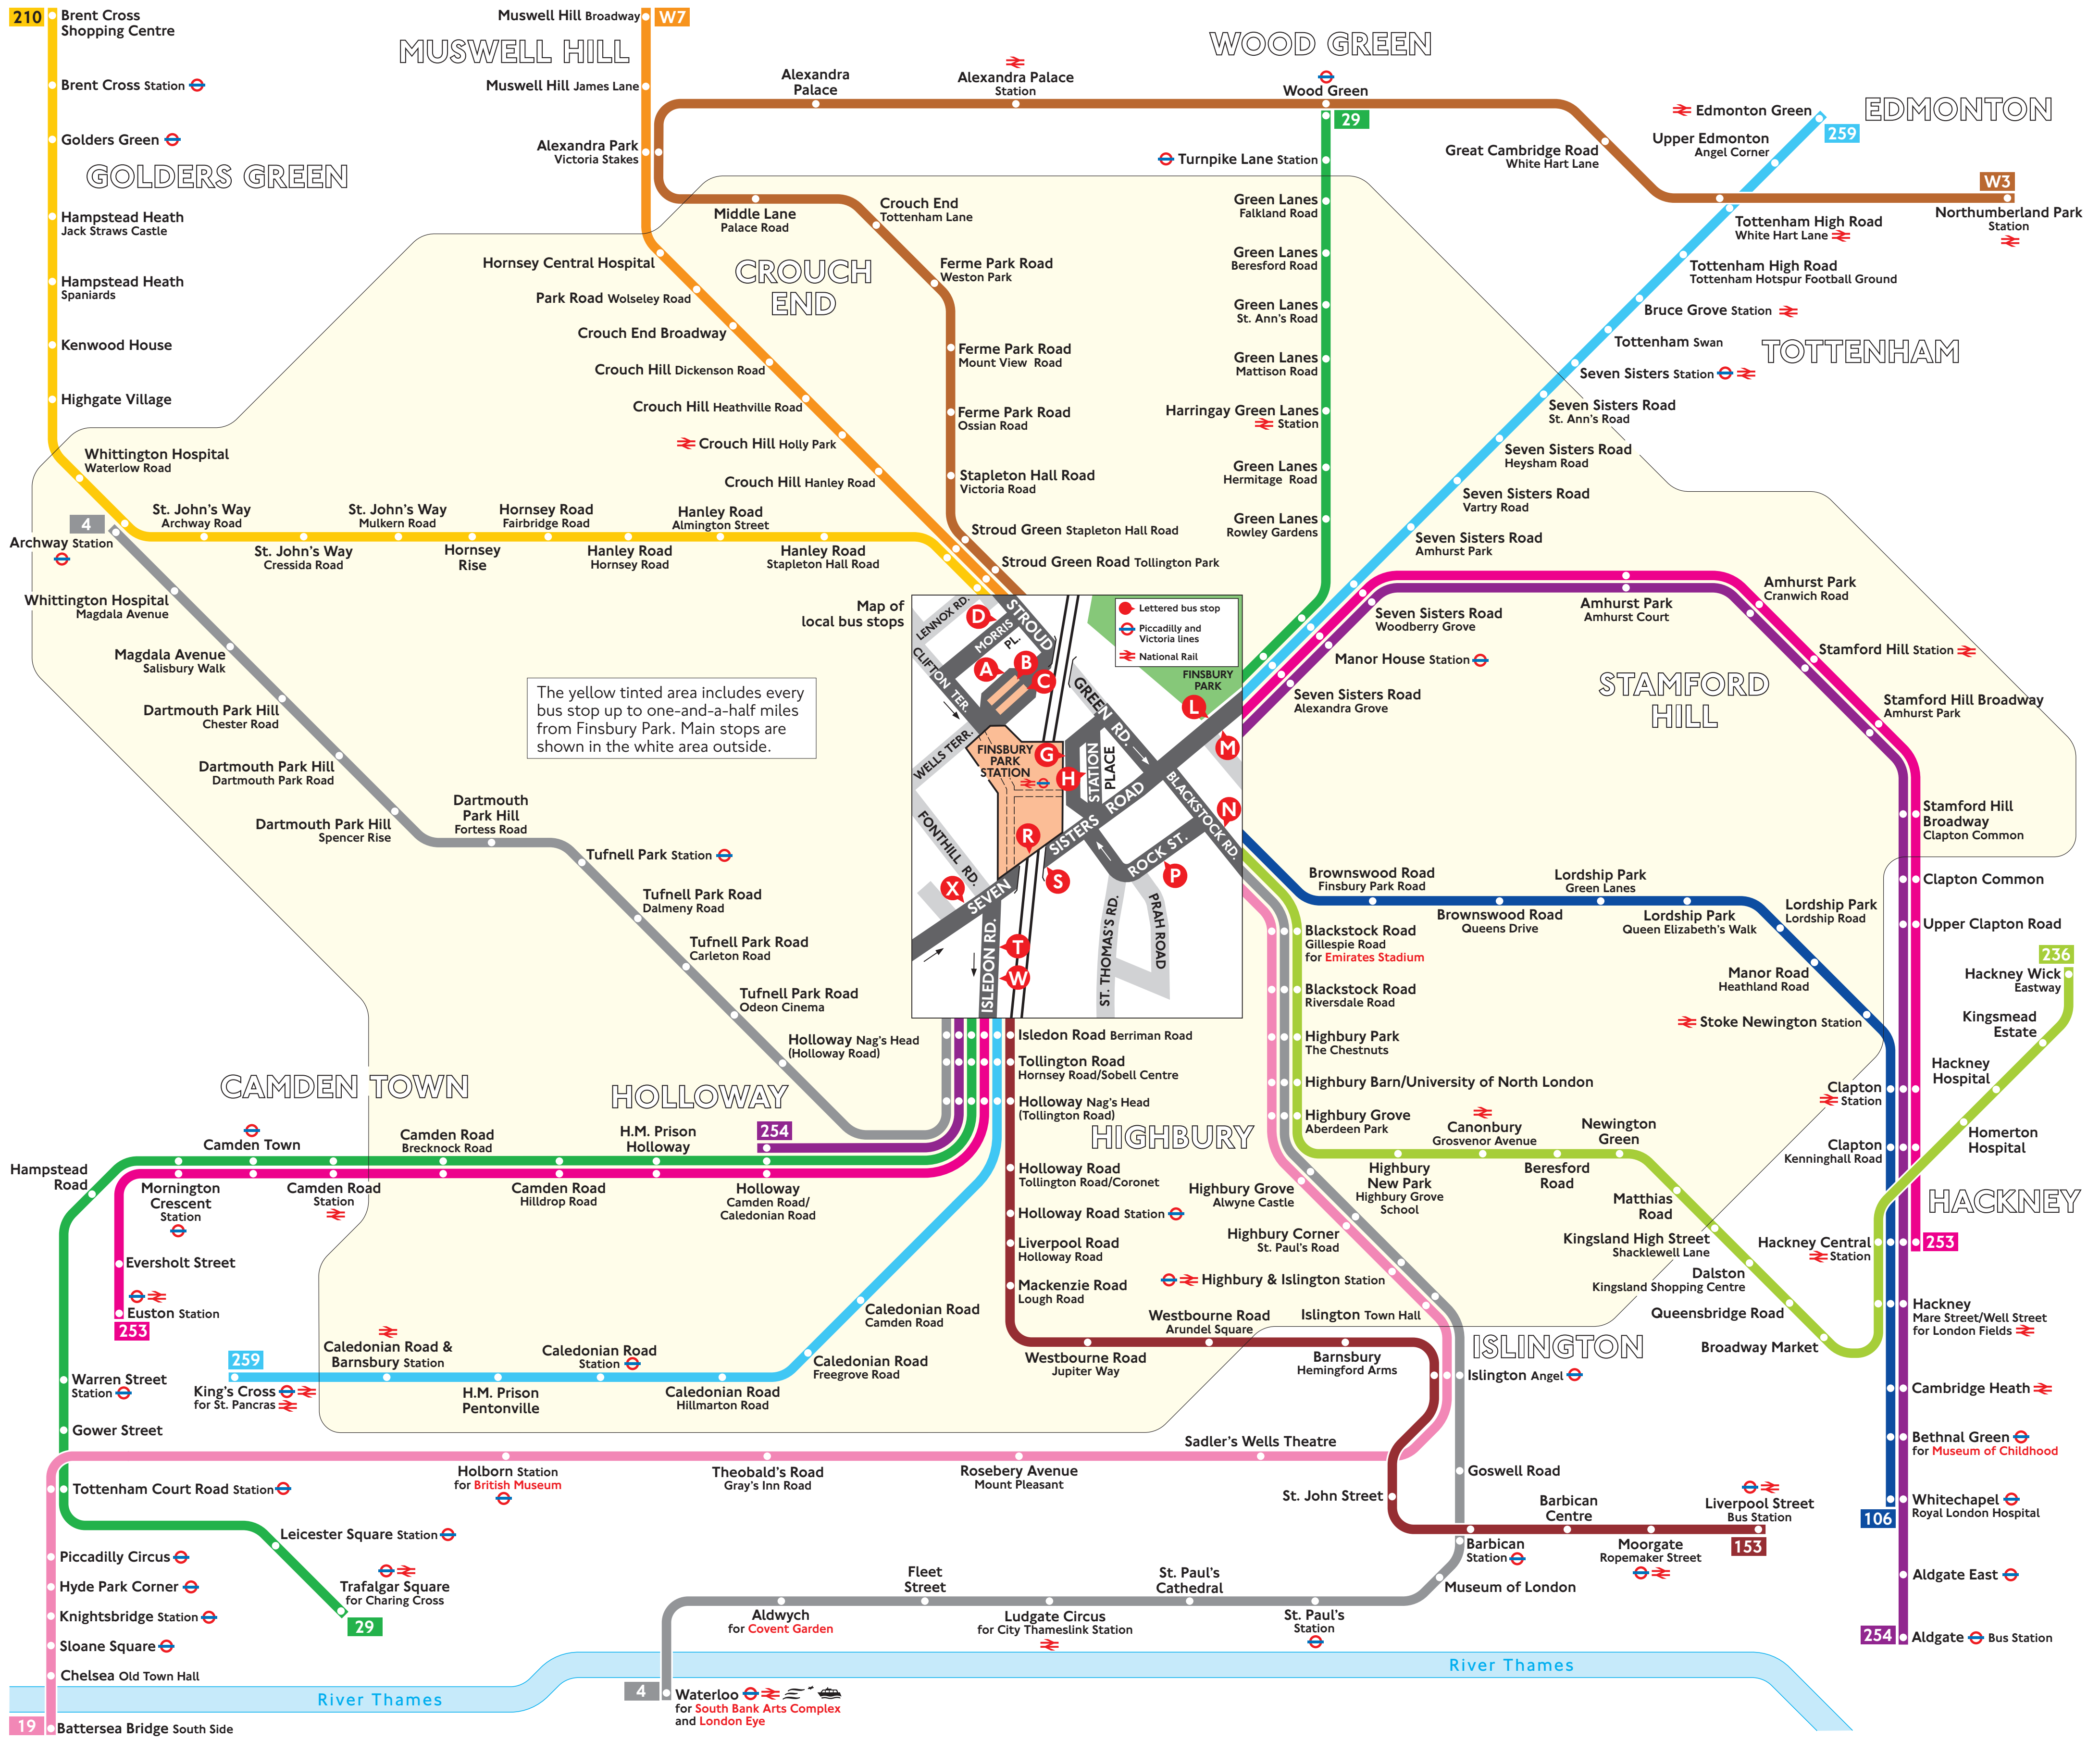 210
Brent Cross
Shopping Centre
Brent Cross Station
Golders Green
GOLDERS GREEN
Hampstead Heath
Jack Straws Castle
Hampstead Heath
Spaniards
Kenwood House
Highgate Village
Whittington Hospital
Waterlow Road
St. John's Way
Archway Road
St. John's Way
Cressida Road
St. John's Way
Mulkern Road
Hornsey
Rise
Hornsey Road
Fairbridge Road
Hanley Road
Hornsey Road
Hanley Road
Almington Street
Hanley Road
Stapleton Hall Road
MUSWELL HILL
Muswell Hill Broadway
W7
Muswell Hill James Lane
Alexandra Park
Victoria Stakes
Hornsey Central Hospital
Park Road Wolseley Road
Crouch End Broadway
Crouch Hill Dickenson Road
Crouch Hill Heathville Road
Crouch Hill Holly Park
Crouch Hill Hanley Road
Alexandra
Palace
Alexandra Palace
Station
WOOD GREEN
Wood Green
29
Middle Lane
Palace Road
Crouch End
Tottenham Lane
CROUCH
END
Ferme Park Road
Weston Park
Ferme Park Road
Mount View Road
Ferme Park Road
Ossian Road
Stapleton Hall Road
Victoria Road
Stroud Green Stapleton Hall Road
Stroud Green Road Tollington Park
Turnpike Lane Station
Green Lanes
Falkland Road
Green Lanes
Beresford Road
Green Lanes
St. Ann's Road
Green Lanes
Mattison Road
Harringay Green Lanes
Station
Green Lanes
Hermitage Road
Green Lanes
Rowley Gardens
Great Cambridge Road
White Hart Lane
W3
Northumberland Park
Station
EDMONTON
Edmonton Green
259
Upper Edmonton
Angel Corner
Tottenham High Road
White Hart Lane
Tottenham High Road
Tottenham Hotspur Football Ground
Bruce Grove Station
Tottenham Swan
TOTTENHAM
Seven Sisters Station
Seven Sisters Road
St. Ann's Road
Seven Sisters Road
Heysham Road
Seven Sisters Road
Vartry Road
Seven Sisters Road
Amhurst Park
Seven Sisters Road
Woodberry Grove
Manor House Station
Seven Sisters Road
Alexandra Grove
Amhurst Park
Amhurst Court
Amhurst Park
Cranwich Road
Stamford Hill Station
STAMFORD
HILL
Stamford Hill Broadway
Amhurst Park
Stamford Hill
Broadway
Clapton Common
Clapton Common
Upper Clapton Road
4
Archway Station
Whittington Hospital
Magdala Avenue
Magdala Avenue
Salisbury Walk
Dartmouth Park Hill
Chester Road
Dartmouth Park Hill
Dartmouth Park Road
Dartmouth Park Hill
Spencer Rise
Dartmouth
Park Hill
Fortess Road
Tufnell Park Station
Tufnell Park Road
Dalmeny Road
Tufnell Park Road
Carleton Road
Tufnell Park Road
Odeon Cinema
Holloway Nag's Head
(Holloway Road)
The yellow tinted area includes every
bus stop up to one-and-a-half miles
from Finsbury Park. Main stops are
shown in the white area outside.
Map of
local bus stops
Lettered bus stop
Piccadilly and
Victoria lines
National Rail
LENNOX RD.
STROUD
D
MORRIS
PL.
CLIFTON TER.
A
B
C
GREEN RD.
FINSBURY
PARK
L
M
WELLS TERR.
FINSBURY
PARK
STATION
G
H
STATION
PLACE
BLACKSTOCK RD.
N
SEVEN
SISTERS
ROAD
ROCK ST.
R
S
P
FONTHILL RD.
X
ISLEDON RD.
T
W
ST. THOMAS'S RD.
PRAH ROAD
Brownswood Road
Finsbury Park Road
Brownswood Road
Queens Drive
Lordship Park
Green Lanes
Lordship Park
Queen Elizabeth's Walk
Lordship Park
Lordship Road
Manor Road
Heathland Road
Stoke Newington Station
236
Hackney Wick
Eastway
Kingsmead
Estate
Hackney
Hospital
Homerton
Hospital
Clapton
Station
Clapton
Kenninghall Road
HACKNEY
Hackney Central
Station
253
Hackney
Mare Street/Well Street
for London Fields
Cambridge Heath
Bethnal Green
for Museum of Childhood
Whitechapel
Royal London Hospital
106
Aldgate East
254
Aldgate Bus Station
Blackstock Road
Gillespie Road
for Emirates Stadium
Blackstock Road
Riversdale Road
Highbury Park
The Chestnuts
Highbury Barn/University of North London
Highbury Grove
Aberdeen Park
HIGHBURY
Highbury
New Park
Highbury Grove
School
Canonbury
Grosvenor Avenue
Beresford
Road
Newington
Green
Matthias
Road
Kingsland High Street
Shacklewell Lane
Dalston
Kingsland Shopping Centre
Queensbridge Road
Broadway Market
Highbury Grove
Alwyne Castle
Highbury Corner
St. Paul's Road
Highbury & Islington Station
Islington Town Hall
ISLINGTON
Islington Angel
Isledon Road Berriman Road
Tollington Road
Hornsey Road/Sobell Centre
Holloway Nag's Head
(Tollington Road)
Holloway Road
Tollington Road/Coronet
Holloway Road Station
Liverpool Road
Holloway Road
Mackenzie Road
Lough Road
Westbourne Road
Jupiter Way
Westbourne Road
Arundel Square
Barnsbury
Hemingford Arms
CAMDEN TOWN
HOLLOWAY
254
Camden Town
Camden Road
Brecknock Road
H.M. Prison
Holloway
Hampstead
Road
Mornington
Crescent
Station
Camden Road
Station
Camden Road
Hilldrop Road
Holloway
Camden Road/
Caledonian Road
Eversholt Street
Euston Station
253
259
King's Cross
for St. Pancras
Caledonian Road &
Barnsbury Station
H.M. Prison
Pentonville
Caledonian Road
Station
Caledonian Road
Hillmarton Road
Caledonian Road
Freegrove Road
Caledonian Road
Camden Road
Warren Street
Station
Gower Street
Tottenham Court Road Station
Leicester Square Station
Trafalgar Square
for Charing Cross
29
Holborn Station
for British Museum
Theobald's Road
Gray's Inn Road
Rosebery Avenue
Mount Pleasant
Sadler's Wells Theatre
St. John Street
Goswell Road
Barbican
Station
Barbican
Centre
Moorgate
Ropemaker Street
Liverpool Street
Bus Station
153
Museum of London
Piccadilly Circus
Hyde Park Corner
Knightsbridge Station
Sloane Square
Chelsea Old Town Hall
River Thames
19
Battersea Bridge South Side
Aldwych
for Covent Garden
Fleet
Street
Ludgate Circus
for City Thameslink Station
St. Paul's
Cathedral
St. Paul's
Station
4
Waterloo
for South Bank Arts Complex
and London Eye
River Thames